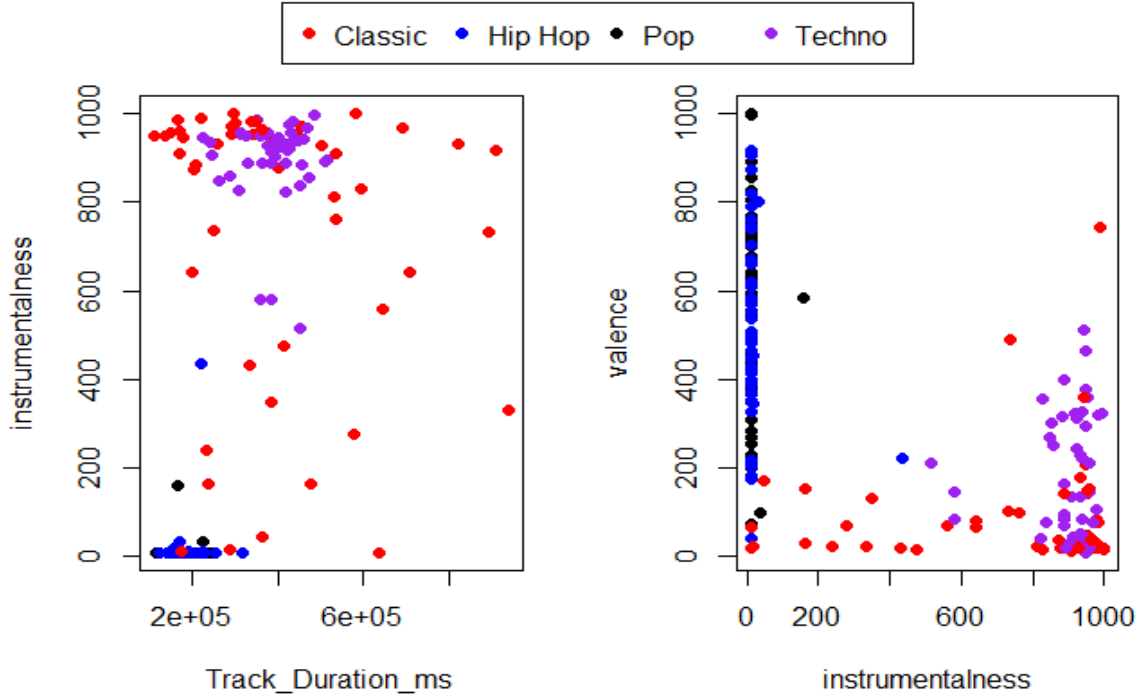 Classic Hip Hop Pop Techno
instrumentalness
0 200 400 600 800 1000
2e+05 6e+05
Track_Duration_ms
valence
0 200 400 600 800 1000
0 200 600 1000
instrumentalness